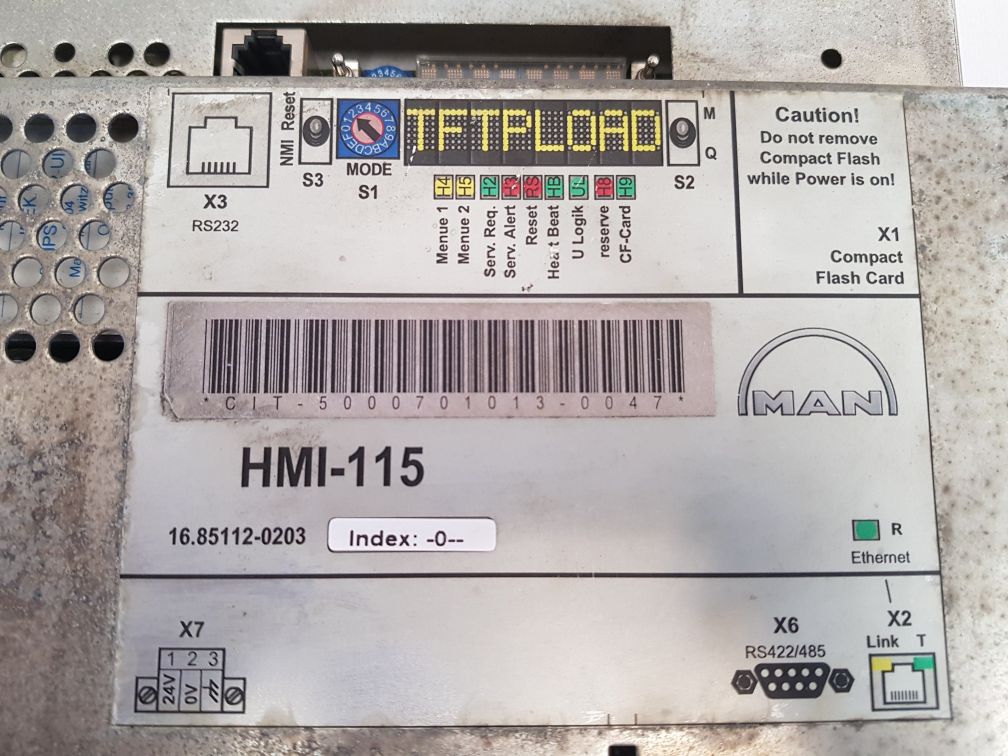 X3
RS232
NMI Reset
S3
0123456789ABCDEF
MODE
S1
TFTPLOAD
M
Q
S2
H4
H5
H2
H3
RS
HB
UL
H8
H9
Menue 1
Menue 2
Serv. Req.
Serv. Alert
Reset
Heart Beat
U Logik
reserve
CF-Card
Caution!
Do not remove
Compact Flash
while Power is on!
X1
Compact
Flash Card
*CIT-5000701013-0047*
MAN
HMI-115
16.85112-0203
Index: -0--
R
Ethernet
X7
1 2 3
24V
0V
X6
RS422/485
X2
Link T